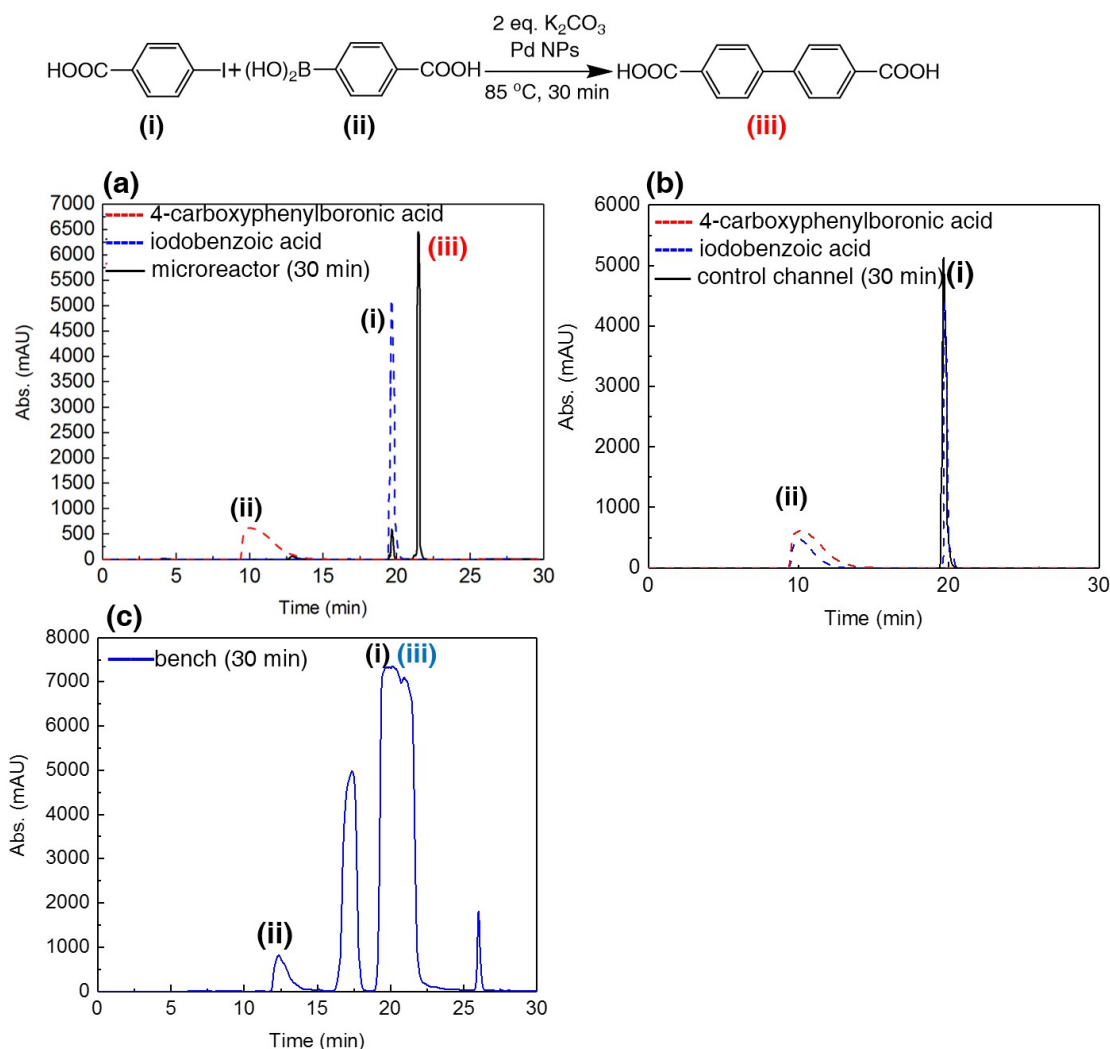 2 eq. K₂CO₃
Pd NPs
85 °C, 30 min
HOOC
I
+
(HO)₂B
COOH
HOOC
COOH
(i)
(ii)
(iii)
(a)
7000
6500
6000
5500
5000
4500
4000
3500
3000
2500
2000
1500
1000
500
0
Abs. (mAU)
4-carboxyphenylboronic acid
iodobenzoic acid
microreactor (30 min)
(iii)
(i)
(ii)
0 5 10 15 20 25 30
Time (min)
(b)
6000
5000
4000
3000
2000
1000
0
Abs. (mAU)
4-carboxyphenylboronic acid
iodobenzoic acid
control channel (30 min)
(i)
(ii)
0 10 20 30
Time (min)
(c)
8000
7000
6000
5000
4000
3000
2000
1000
0
Abs. (mAU)
bench (30 min)
(i) (iii)
(ii)
0 5 10 15 20 25 30
Time (min)